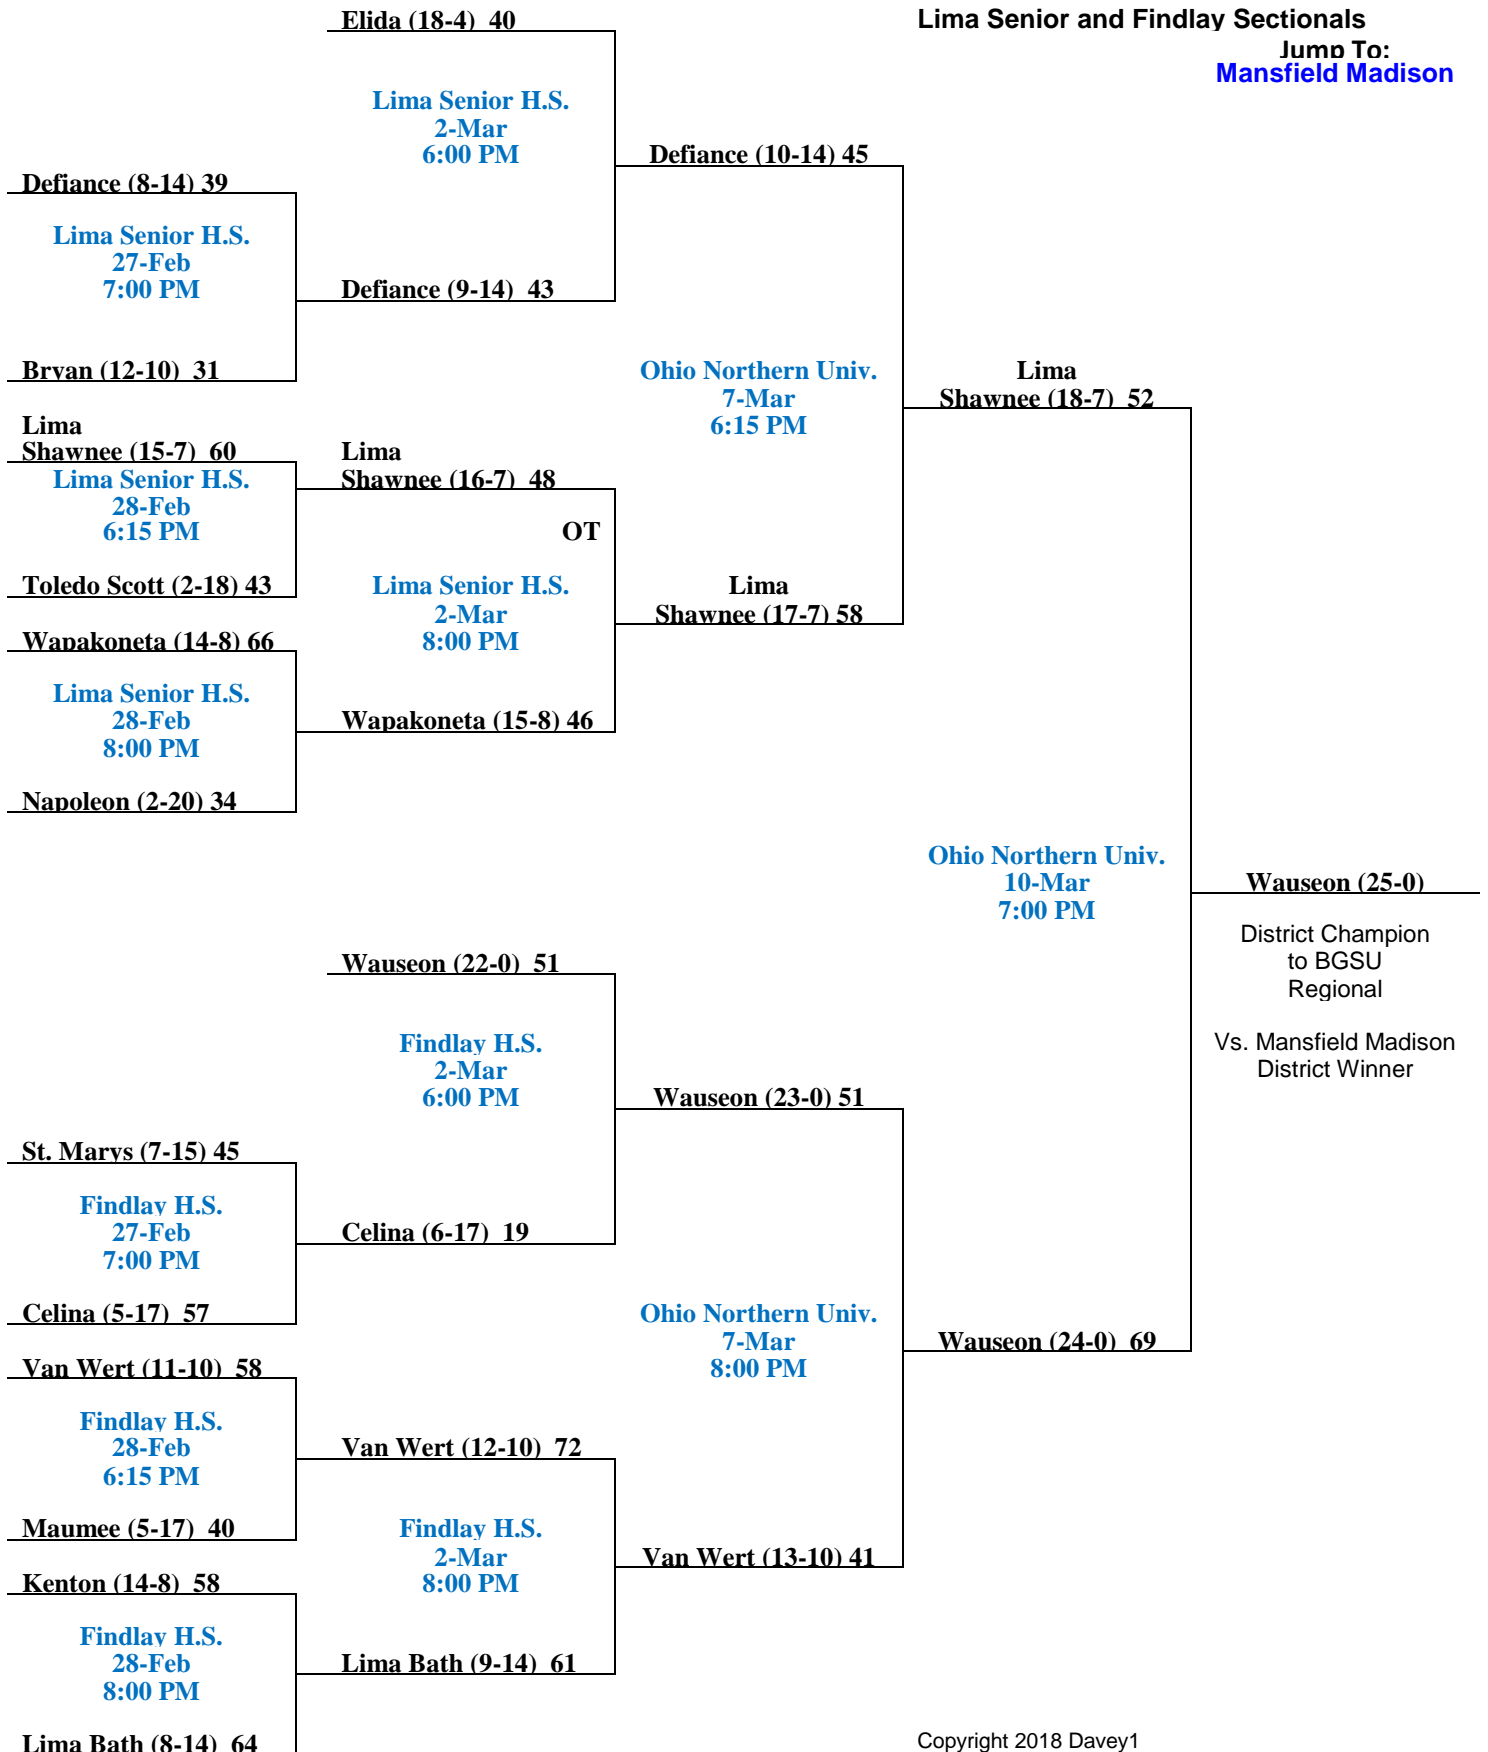 Elida (18-4) 40
Lima Senior and Findlay Sectionals
Jump To:
Mansfield Madison
Lima Senior H.S.
2-Mar
6:00 PM
Defiance (10-14) 45
Defiance (8-14) 39
Lima Senior H.S.
27-Feb
7:00 PM
Defiance (9-14) 43
Bryan (12-10) 31
Ohio Northern Univ.
7-Mar
6:15 PM
Lima
Shawnee (18-7) 52
Lima
Shawnee (15-7) 60
Lima Senior H.S.
28-Feb
6:15 PM
Lima
Shawnee (16-7) 48
OT
Toledo Scott (2-18) 43
Lima Senior H.S.
2-Mar
8:00 PM
Lima
Shawnee (17-7) 58
Wapakoneta (14-8) 66
Lima Senior H.S.
28-Feb
8:00 PM
Wapakoneta (15-8) 46
Napoleon (2-20) 34
Ohio Northern Univ.
10-Mar
7:00 PM
Wauseon (25-0)
District Champion
to BGSU
Regional
Vs. Mansfield Madison
District Winner
Wauseon (22-0) 51
Findlay H.S.
2-Mar
6:00 PM
Wauseon (23-0) 51
St. Marys (7-15) 45
Findlay H.S.
27-Feb
7:00 PM
Celina (6-17) 19
Celina (5-17) 57
Ohio Northern Univ.
7-Mar
8:00 PM
Wauseon (24-0) 69
Van Wert (11-10) 58
Findlay H.S.
28-Feb
6:15 PM
Van Wert (12-10) 72
Maumee (5-17) 40
Findlay H.S.
2-Mar
8:00 PM
Van Wert (13-10) 41
Kenton (14-8) 58
Findlay H.S.
28-Feb
8:00 PM
Lima Bath (9-14) 61
Lima Bath (8-14) 64
Copyright 2018 Davey1